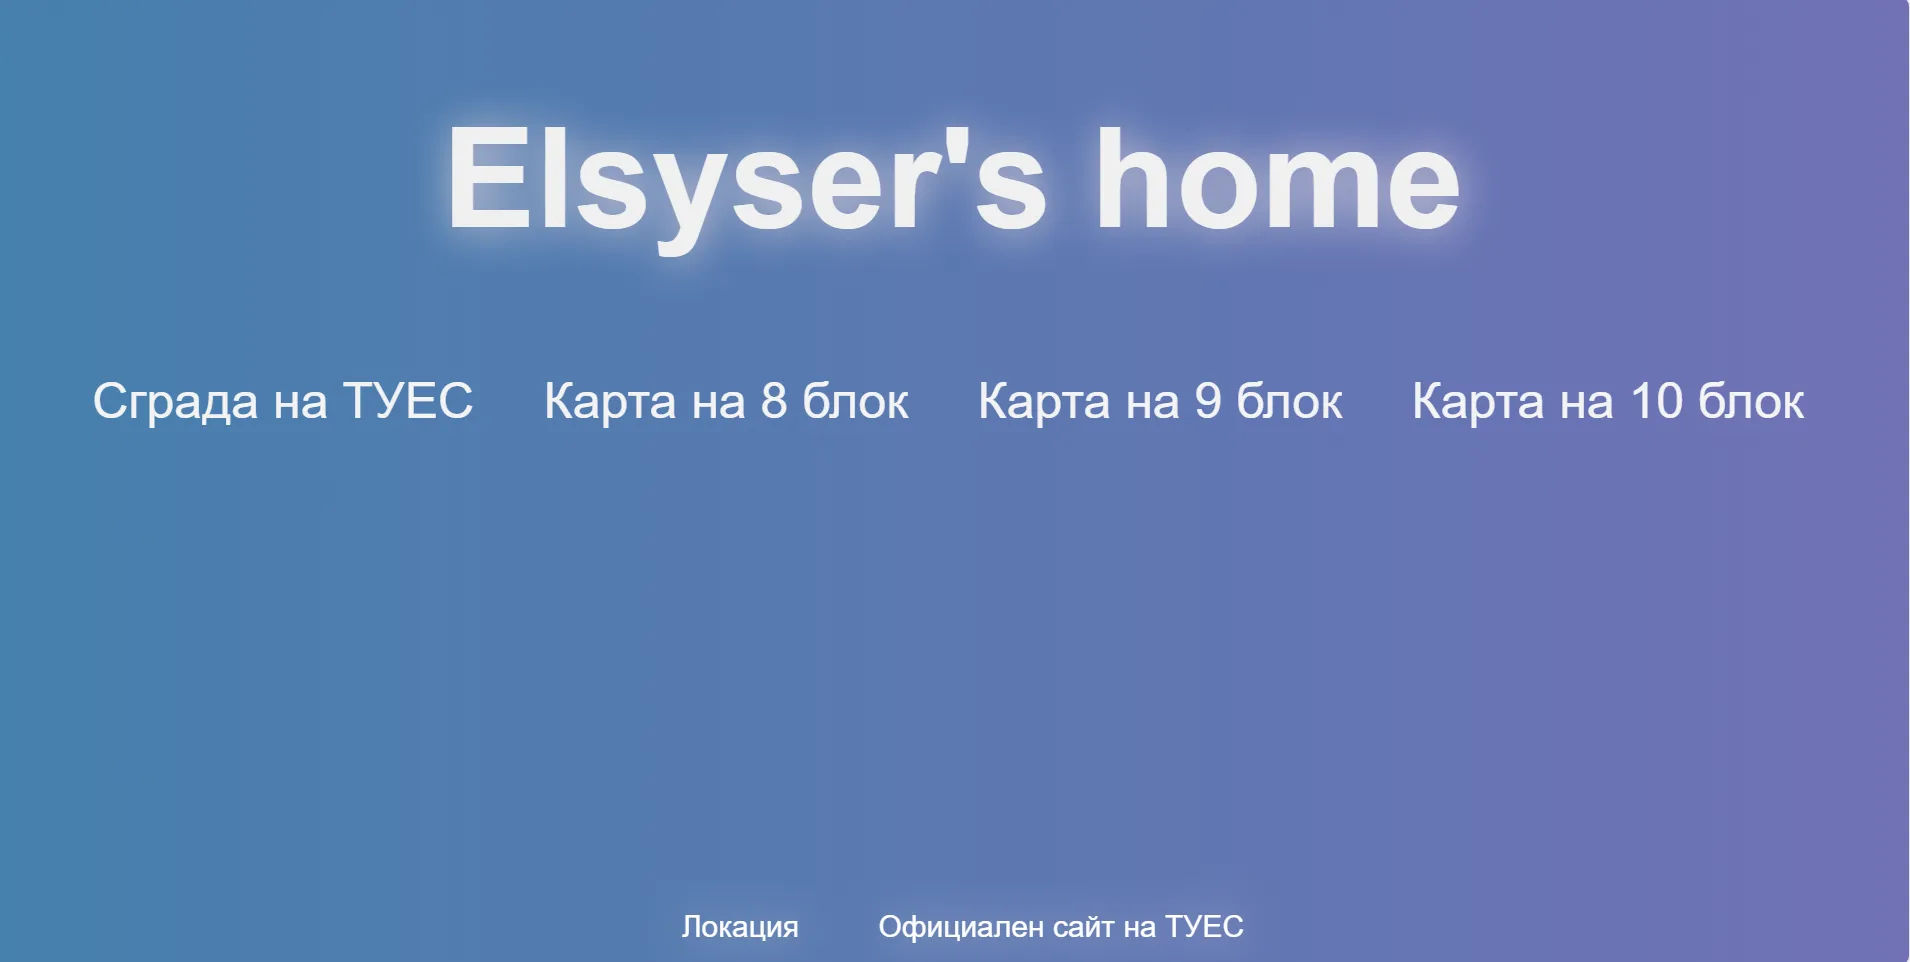 Elsyser's home
Сграда на ТУЕС Карта на 8 блок Карта на 9 блок Карта на 10 блок
Локация Официален сайт на ТУЕС